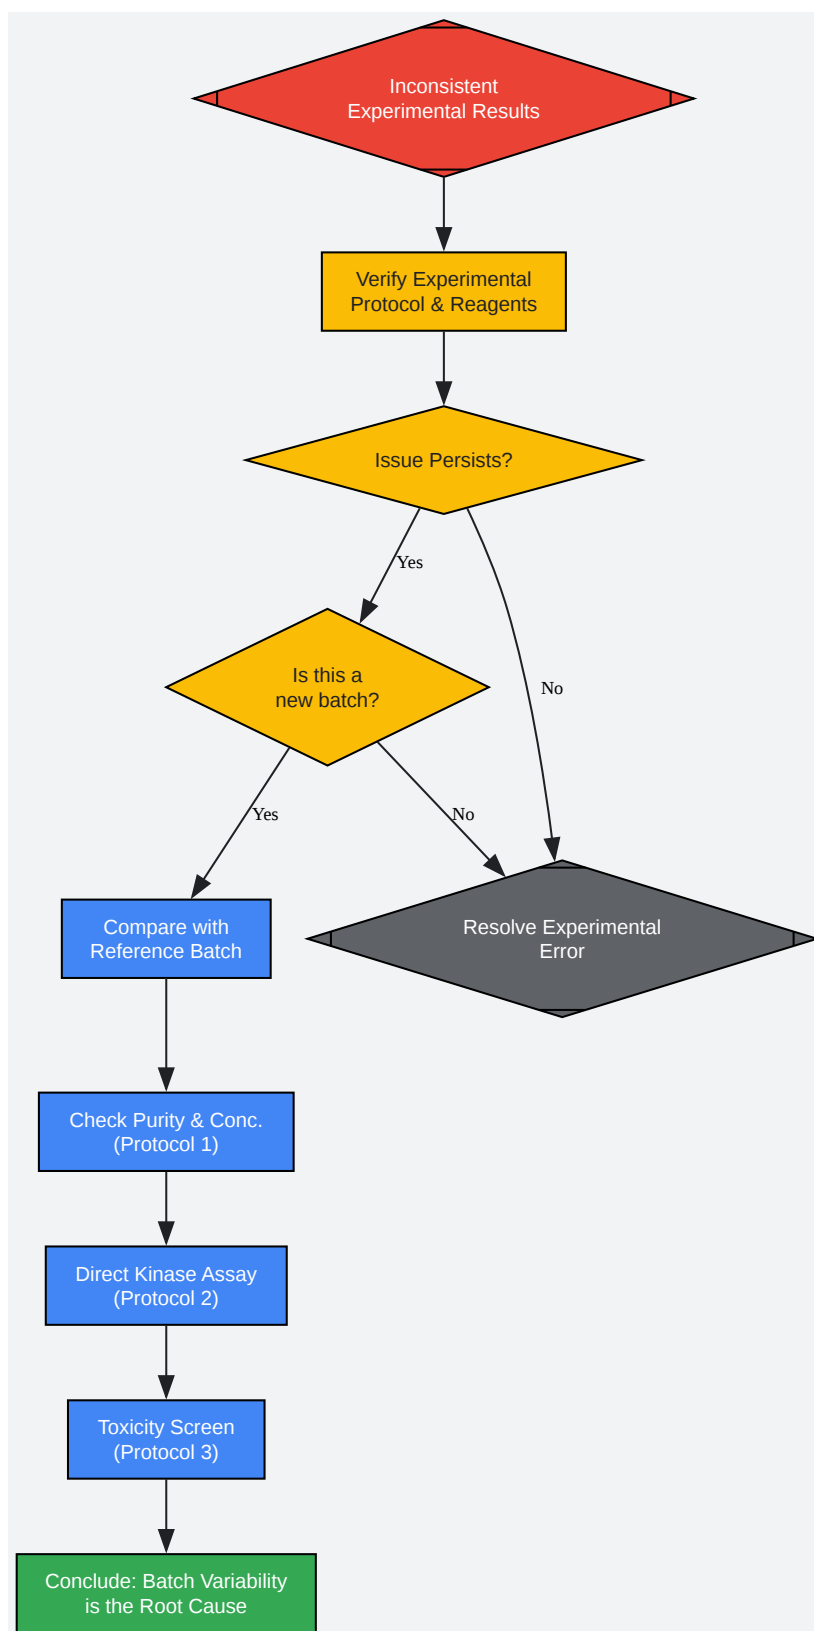 Inconsistent
Experimental Results
Verify Experimental
Protocol & Reagents
Issue Persists?
Yes
Is this a
new batch?
No
Yes
No
Compare with
Reference Batch
Resolve Experimental
Error
Check Purity & Conc.
(Protocol 1)
Direct Kinase Assay
(Protocol 2)
Toxicity Screen
(Protocol 3)
Conclude: Batch Variability
is the Root Cause